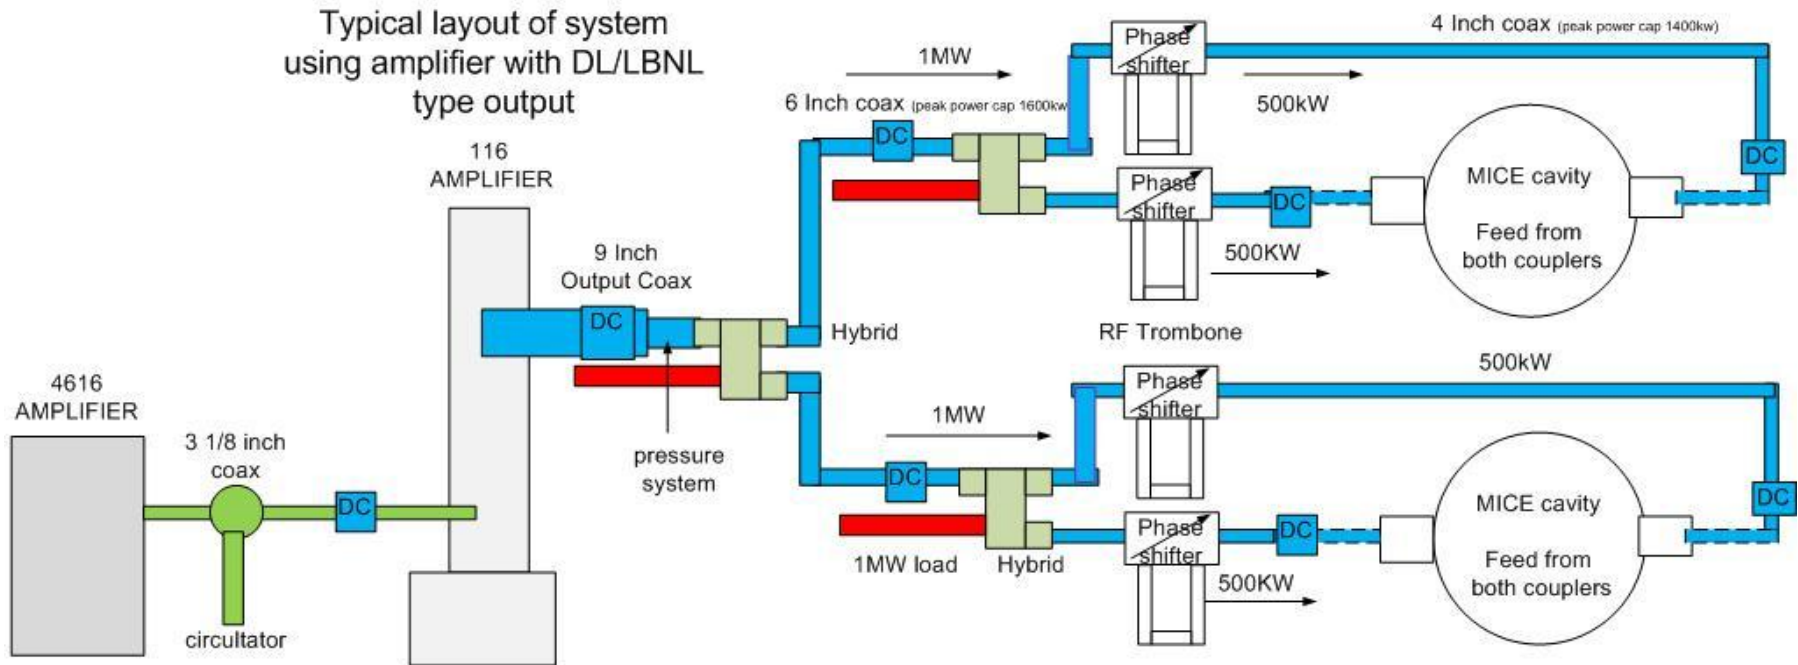 Typical layout of system
using amplifier with DL/LBNL
type output
116
AMPLIFIER
9 Inch
Output Coax
DC
4616
AMPLIFIER
3 1/8 inch
coax
DC
circultator
pressure
system
Hybrid
1MW
6 Inch coax (peak power cap 1600kw
DC
Phase
shifter
4 Inch coax (peak power cap 1400kw)
500kW
DC
Phase
shifter
DC
500KW
MICE cavity
Feed from
both couplers
RF Trombone
500kW
1MW
DC
Phase
shifter
1MW load
Hybrid
Phase
shifter
DC
500KW
MICE cavity
Feed from
both couplers
DC